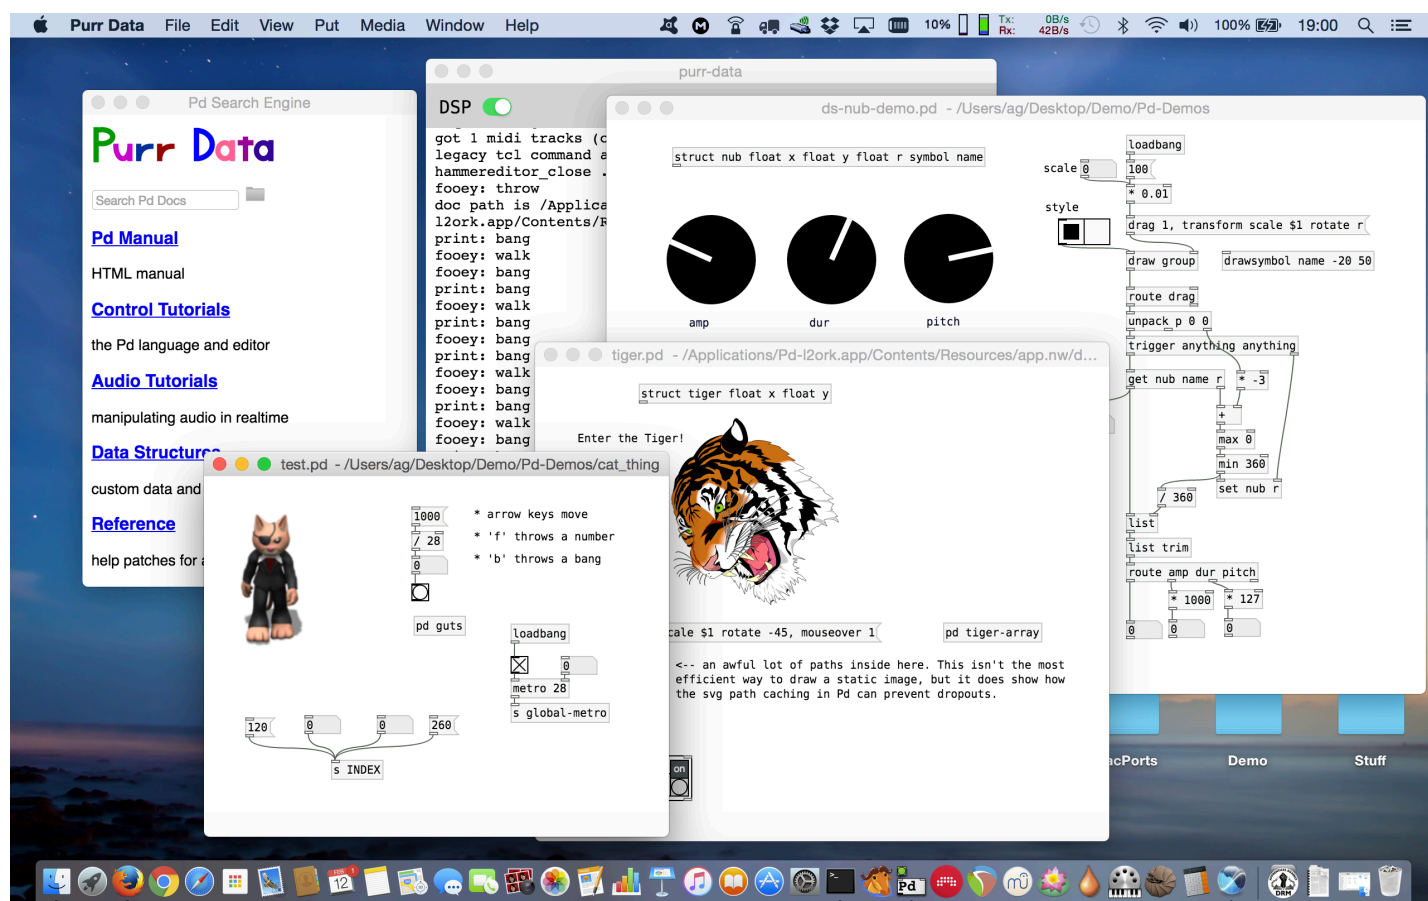 Purr Data File Edit View Put Media Window Help 10% Tx: 0B/s Rx: 42B/s 100% 19:00
Pd Search Engine
Purr Data
Search Pd Docs
Pd Manual
HTML manual
Control Tutorials
the Pd language and editor
Audio Tutorials
manipulating audio in realtime
Data Structures
custom data and
Reference
help patches for a
purr-data
DSP
got 1 midi tracks (c
legacy tcl command a
hammereditor_close .
fooey: throw
doc path is /Applica
l2ork.app/Contents/R
print: bang
fooey: walk
fooey: bang
print: bang
fooey: walk
print: bang
fooey: bang
print: bang
fooey: walk
fooey: bang
print: bang
fooey: walk
fooey: bang
ds-nub-demo.pd - /Users/ag/Desktop/Demo/Pd-Demos
struct nub float x float y float r symbol name
amp
dur
pitch
loadbang
scale 0
100
* 0.01
style
drag 1, transform scale $1 rotate r
draw group
drawsymbol name -20 50
route drag
unpack p 0 0
trigger anything anything
get nub name r
* -3
+
max 0
min 360
set nub r
/ 360
list
list trim
route amp dur pitch
* 1000
* 127
0
0
0
tiger.pd - /Applications/Pd-l2ork.app/Contents/Resources/app.nw/d...
struct tiger float x float y
Enter the Tiger!
cale $1 rotate -45, mouseover 1
pd tiger-array
<-- an awful lot of paths inside here. This isn't the most
efficient way to draw a static image, but it does show how
the svg path caching in Pd can prevent dropouts.
on
test.pd - /Users/ag/Desktop/Demo/Pd-Demos/cat_thing
1000
/ 28
0
* arrow keys move
* 'f' throws a number
* 'b' throws a bang
pd guts
loadbang
0
metro 28
s global-metro
120
0
0
260
s INDEX
acPorts
Demo
Stuff
FEB
12
Pd
DRM